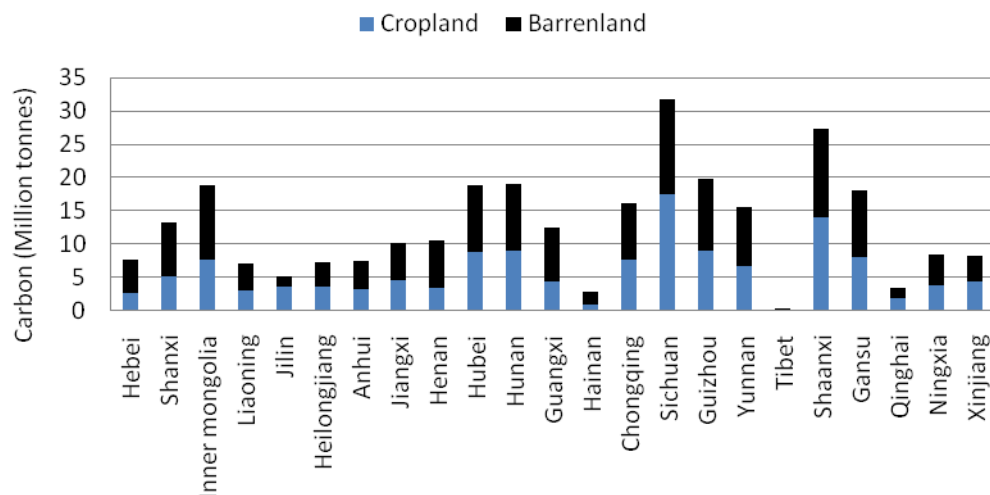 Cropland Barrenland
Carbon (Million tonnes)
35
30
25
20
15
10
5
0
Hebei
Shanxi
Inner mongolia
Liaoning
Jilin
Heilongjiang
Anhui
Jiangxi
Henan
Hubei
Hunan
Guangxi
Hainan
Chongqing
Sichuan
Guizhou
Yunnan
Tibet
Shaanxi
Gansu
Qinghai
Ningxia
Xinjiang